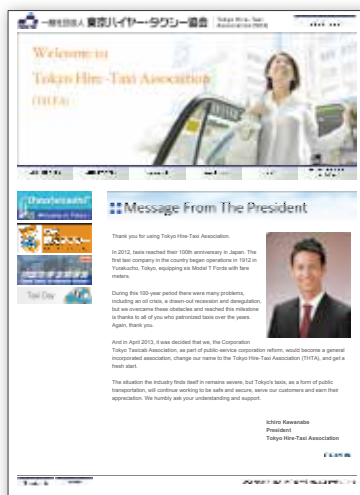 一般社団法人 東京ハイヤー・タクシー協会
Tokyo Hire-Taxi
Association (THTA)
Welcome to
Tokyo Hire-Taxi Association
(THTA)
Message From The President
Thank you for using Tokyo Hire-Taxi Association.
In 2012, taxis reached their 100th anniversary in Japan. The
first taxi company in the country began operations in 1912 in
Yurakucho, Tokyo, equipping six Model T Fords with fare
meters.
During this 100-year period there were many problems,
including an oil crisis, a drawn-out recession and deregulation,
but we overcame these obstacles and reached this milestone
is thanks to all of you who patronized taxis over the years.
Again, thank you.
And in April 2013, it was decided that we, the Corporation
Tokyo Taxicab Association, as part of public-service corporation reform, would become a general
incorporated association, change our name to the Tokyo Hire-Taxi Association (THTA), and get a
fresh start.
The situation the industry finds itself in remains severe, but Tokyo's taxis, as a form of public
transportation, will continue working to be safe and secure, serve our customers and earn their
appreciation. We humbly ask your understanding and support.
Ichiro Kawanabe
President
Tokyo Hire-Taxi Association
Taxi Day